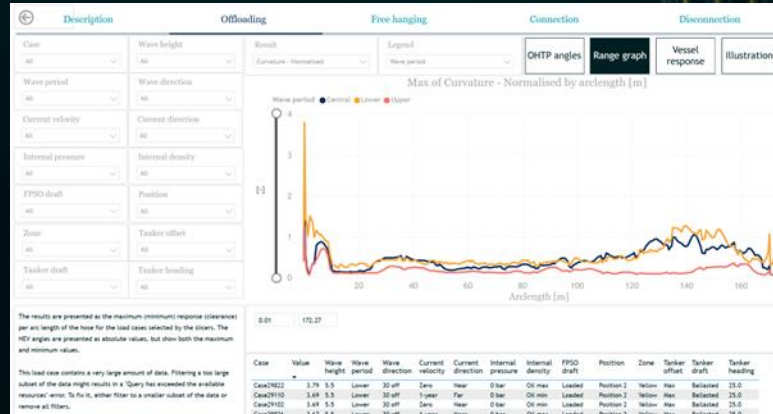 Description Offloading Free hanging Connection Disconnection
Case Wave height Result Legend
All All Curvature - Normalised Wave period
OHTP angles Range graph Vessel response Illustration
Wave period Wave direction
All All
Max of Curvature - Normalised by arclength [m]
Wave period Central Lower Upper
Current velocity Current direction
All All
Internal pressure Internal density
All All
FPSO draft Position
All All
Zone Tanker offset
All All
Tanker draft Tanker heading
All All
4
3
2
1
0
[-]
20 40 60 80 100 120 140 160
Arclength [m]
The results are presented as the maximum (minimum) response (clearance)
per arc length of the hose for the load cases selected by the slicers. The
HEV angles are presented as absolute values, but show both the maximum
and minimum values.
This load case contains a very large amount of data. Filtering a too large
subset of the data might results in a 'Query has exceeded the available
resources'-error. To fix it, either filter to a smaller subset of the data or
remove all filters.
0.01 172.27
Case Value Wave height Wave period Wave direction Current velocity Current direction Internal pressure Internal density FPSO draft Position Zone Tanker offset Tanker draft Tanker heading
Case29822 3.79 5.5 Lower 30 off Zero Near 0 bar Oil max Loaded Position 2 Yellow Max Ballasted 25.0
Case29110 3.69 5.5 Lower 30 off 1-year Far 0 bar Oil min Loaded Position 2 Yellow Max Ballasted 25.0
Case29102 3.69 5.5 Lower 30 off Zero Near 0 bar Oil min Loaded Position 2 Yellow Max Ballasted 25.0